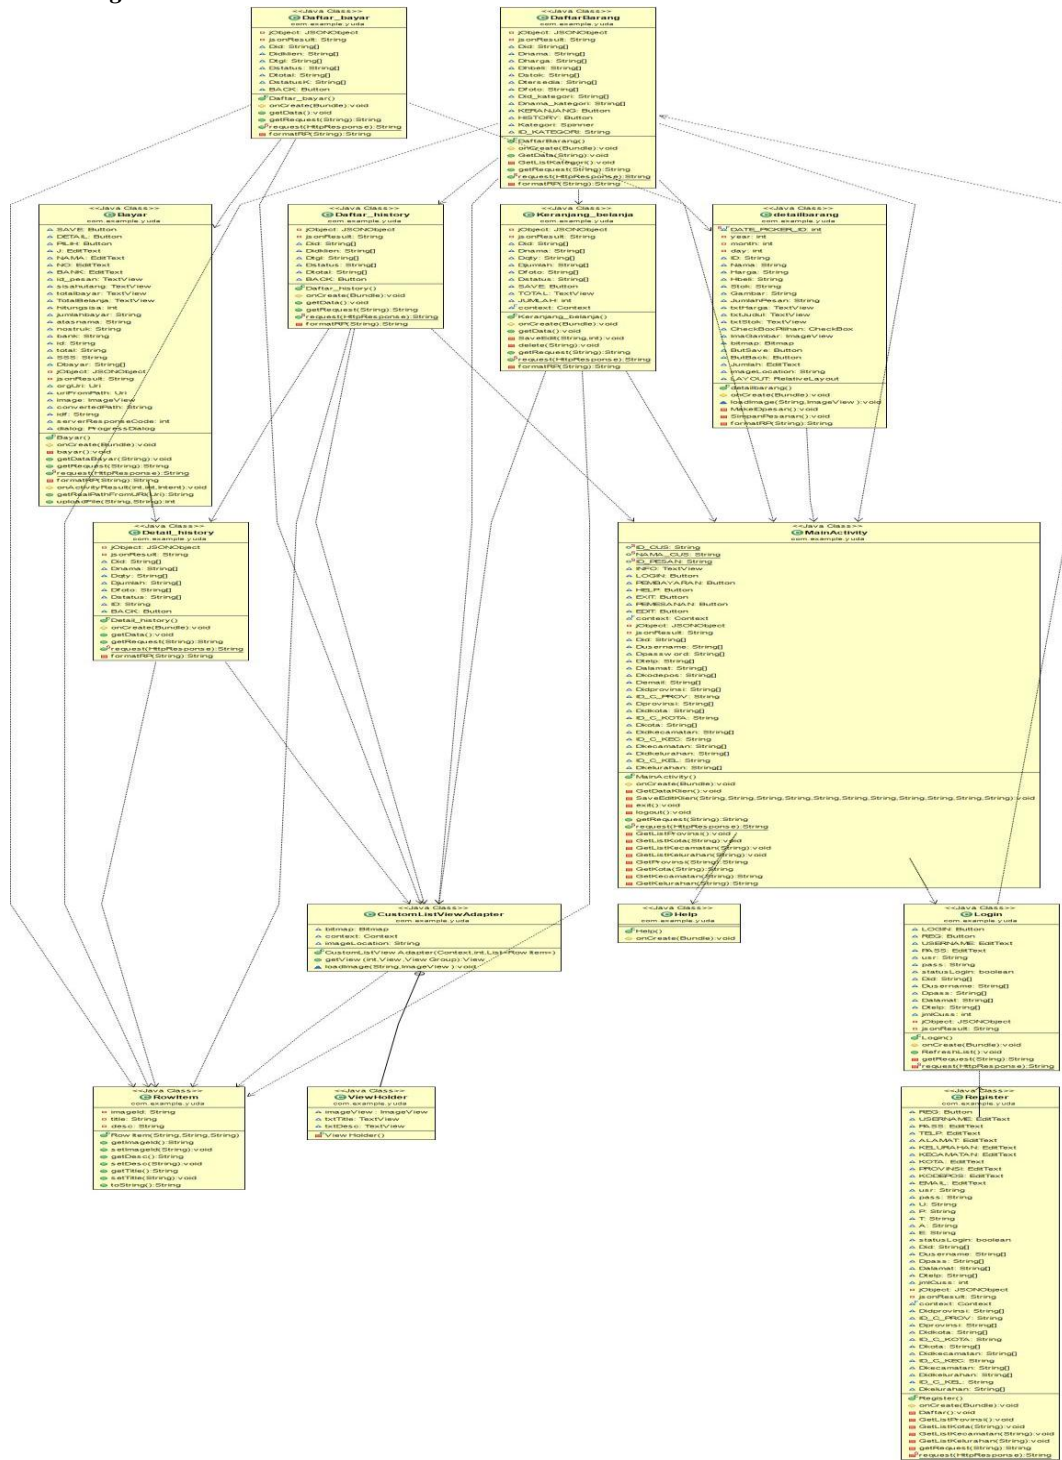 <<Java Class>>
Daftar_bayar
com.example.yuda
jObject: JSONObject
jsonResult: String
Did: String[]
Didklien: String[]
Dtgl: String[]
Dstatus: String[]
Dtotal: String[]
DstatusK: String[]
BACK: Button
Daftar_bayar()
onCreate(Bundle):void
getData():void
getRequest(String):String
request(HttpResponse):String
formatRP(String):String
<<Java Class>>
DaftarBarang
com.example.yuda
jObject: JSONObject
jsonResult: String
Did: String[]
Dnama: String[]
Dharga: String[]
Dhbeli: String[]
Dstok: String[]
Dtersedia: String[]
Dfoto: String[]
Did_kategori: String[]
Dnama_kategori: String[]
KERANJANG: Button
HISTORY: Button
Kategori: Spinner
ID_KATEGORI: String
DaftarBarang()
onCreate(Bundle):void
GetData(String):void
GetListKategori():void
getRequest(String):String
request(HttpResponse):String
formatRP(String):String
<<Java Class>>
Bayar
com.example.yuda
SAVE: Button
DETAIL: Button
PILIH: Button
J: EditText
NAMA: EditText
NO: EditText
BANK: EditText
id_pesan: TextView
sisahutang: TextView
totalbayar: TextView
TotalBelanja: TextView
hitungsisa: int
jumlahbayar: String
atasnama: String
nostruk: String
bank: String
id: String
total: String
SSS: String
Dbayar: String[]
jObject: JSONObject
jsonResult: String
orgUri: Uri
uriFromPath: Uri
image: ImageView
convertedPath: String
idf: String
serverResponseCode: int
dialog: ProgressDialog
Bayar()
onCreate(Bundle):void
bayar():void
getDataBayar(String):void
getRequest(String):String
request(HttpResponse):String
formatRP(String):String
onActivityResult(int,int,Intent):void
getRealPathFromURI(Uri):String
uploadFile(String,String):int
<<Java Class>>
Daftar_history
com.example.yuda
jObject: JSONObject
jsonResult: String
Did: String[]
Didklien: String[]
Dtgl: String[]
Dstatus: String[]
Dtotal: String[]
BACK: Button
Daftar_history()
onCreate(Bundle):void
getData():void
getRequest(String):String
request(HttpResponse):String
formatRP(String):String
<<Java Class>>
Keranjang_belanja
com.example.yuda
jObject: JSONObject
jsonResult: String
Did: String[]
Dnama: String[]
Dqty: String[]
Djumlah: String[]
Dfoto: String[]
Dstatus: String[]
SAVE: Button
TOTAL: TextView
JUMLAH: int
context: Context
Keranjang_belanja()
onCreate(Bundle):void
getData():void
SaveEdit(String,int):void
delete(String):void
getRequest(String):String
request(HttpResponse):String
formatRP(String):String
<<Java Class>>
detailbarang
com.example.yuda
DATE_PICKER_ID: int
year: int
month: int
day: int
ID: String
Nama: String
Harga: String
Hbeli: String
Stok: String
Gambar: String
JumlahPesan: String
txtHarga: TextView
txtJudul: TextView
txtStok: TextView
CheckBoxPilihan: CheckBox
ImaGambar: ImageView
bitmap: Bitmap
ButSave: Button
ButBack: Button
Jumlah: EditText
imageLocation: String
LAYOUT: RelativeLayout
detailbarang()
onCreate(Bundle):void
loadImage(String,ImageView):void
MakeIDpesan():void
SimpanPesanan():void
formatRP(String):String
<<Java Class>>
Detail_history
com.example.yuda
jObject: JSONObject
jsonResult: String
Did: String[]
Dnama: String[]
Dqty: String[]
Djumlah: String[]
Dfoto: String[]
Dstatus: String[]
ID: String
BACK: Button
Detail_history()
onCreate(Bundle):void
getData():void
getRequest(String):String
request(HttpResponse):String
formatRP(String):String
<<Java Class>>
MainActivity
com.example.yuda
ID_CUS: String
NAMA_CUS: String
ID_PESAN: String
INFO: TextView
LOGIN: Button
PEMBAYARAN: Button
HELP: Button
EXIT: Button
PEMESANAN: Button
EDIT: Button
context: Context
jObject: JSONObject
jsonResult: String
Did: String[]
Dusername: String[]
Dpassword: String[]
Dtelp: String[]
Dalamat: String[]
Dkodepos: String[]
Demail: String[]
Didprovinsi: String[]
ID_C_PROV: String
Dprovinsi: String[]
Didkota: String[]
ID_C_KOTA: String
Dkota: String[]
Didkecamatan: String[]
ID_C_KEC: String
Dkecamatan: String[]
Didkelurahan: String[]
ID_C_KEL: String
Dkelurahan: String[]
MainActivity()
onCreate(Bundle):void
GetDataKlien():void
SaveEditKlien(String,String,String,String,String,String,String,String,String,String,String):void
exit():void
logout():void
getRequest(String):String
request(HttpResponse):String
GetListProvinsi():void
GetListKota(String):void
GetListKecamatan(String):void
GetListKelurahan(String):void
GetProvinsi(String):String
GetKota(String):String
GetKecamatan(String):String
GetKelurahan(String):String
<<Java Class>>
CustomListViewAdapter
com.example.yuda
bitmap: Bitmap
context: Context
imageLocation: String
CustomListViewAdapter(Context,int,List<RowItem>)
getView(int,View,ViewGroup):View
loadImage(String,ImageView):void
<<Java Class>>
Help
com.example.yuda
Help()
onCreate(Bundle):void
<<Java Class>>
Login
com.example.yuda
LOGIN: Button
REG: Button
USERNAME: EditText
PASS: EditText
usr: String
pass: String
statusLogin: boolean
Did: String[]
Dusername: String[]
Dpass: String[]
Dalamat: String[]
Dtelp: String[]
jmlCuss: int
jObject: JSONObject
jsonResult: String
Login()
onCreate(Bundle):void
RefreshList():void
getRequest(String):String
request(HttpResponse):String
<<Java Class>>
RowItem
com.example.yuda
imageId: String
title: String
desc: String
RowItem(String,String,String)
getImageId():String
setImageId(String):void
getDesc():String
setDesc(String):void
getTitle():String
setTitle(String):void
toString():String
<<Java Class>>
ViewHolder
com.example.yuda
imageView: ImageView
txtTitle: TextView
txtDesc: TextView
ViewHolder()
<<Java Class>>
Register
com.example.yuda
REG: Button
USERNAME: EditText
PASS: EditText
TELP: EditText
ALAMAT: EditText
KELURAHAN: EditText
KECAMATAN: EditText
KOTA: EditText
PROVINSI: EditText
KODEPOS: EditText
EMAIL: EditText
usr: String
pass: String
U: String
P: String
T: String
A: String
E: String
statusLogin: boolean
Did: String[]
Dusername: String[]
Dpass: String[]
Dalamat: String[]
Dtelp: String[]
jmlCuss: int
jObject: JSONObject
jsonResult: String
context: Context
Didprovinsi: String[]
ID_C_PROV: String
Dprovinsi: String[]
Didkota: String[]
ID_C_KOTA: String
Dkota: String[]
Didkecamatan: String[]
ID_C_KEC: String
Dkecamatan: String[]
Didkelurahan: String[]
ID_C_KEL: String
Dkelurahan: String[]
Register()
onCreate(Bundle):void
Daftar():void
GetListProvinsi():void
GetListKota(String):void
GetListKecamatan(String):void
GetListKelurahan(String):void
getRequest(String):String
request(HttpResponse):String